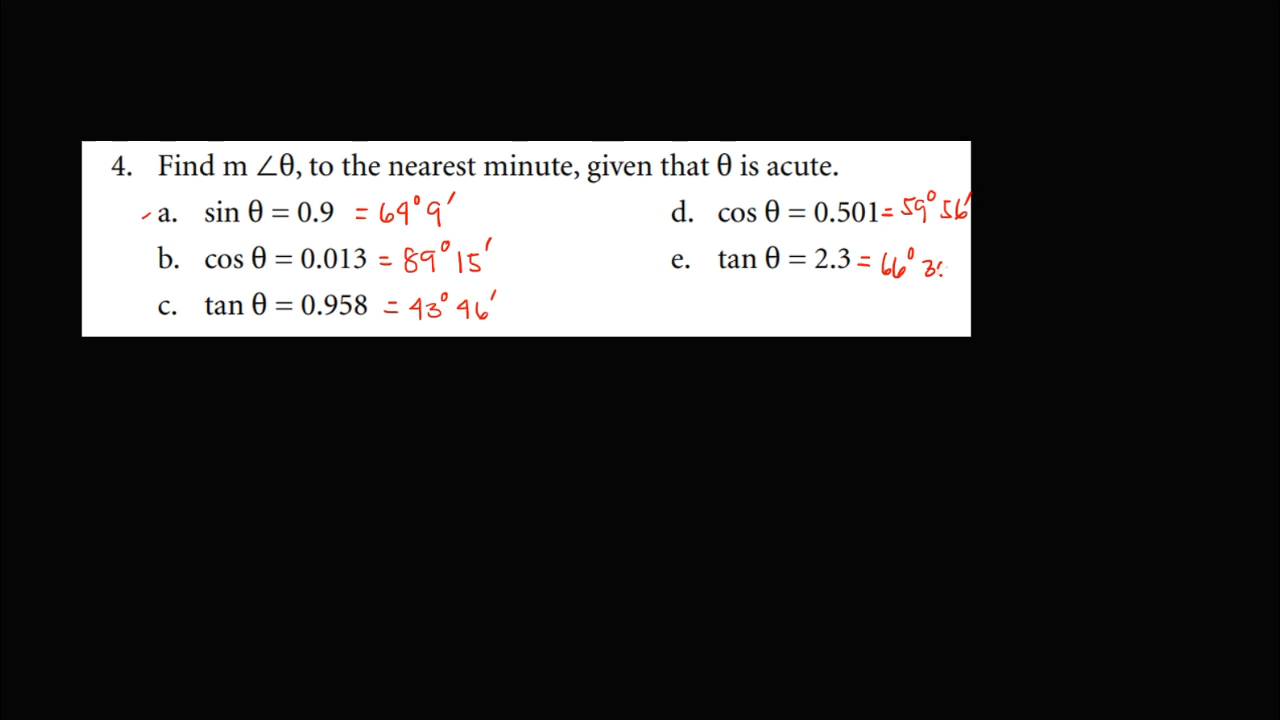 4. Find m ∠θ, to the nearest minute, given that θ is acute.
a. sin θ = 0.9 = 64° 9′
b. cos θ = 0.013 = 89° 15′
c. tan θ = 0.958 = 43° 46′
d. cos θ = 0.501 = 59° 56′
e. tan θ = 2.3 = 66°